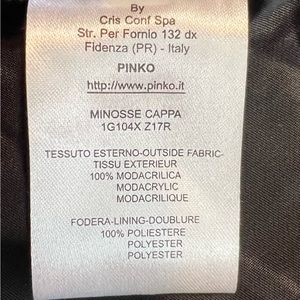 By
Cris Conf Spa
Str. Per Fornio 132 dx
Fidenza (PR) - Italy
PINKO
http://www.pinko.it
MINOSSE CAPPA
1G104X Z17R
TESSUTO ESTERNO-OUTSIDE FABRIC-
TISSU EXTERIEUR
100% MODACRILICA
MODACRYLIC
MODACRILIQUE
FODERA-LINING-DOUBLURE
100% POLIESTERE
POLYESTER
POLYESTER